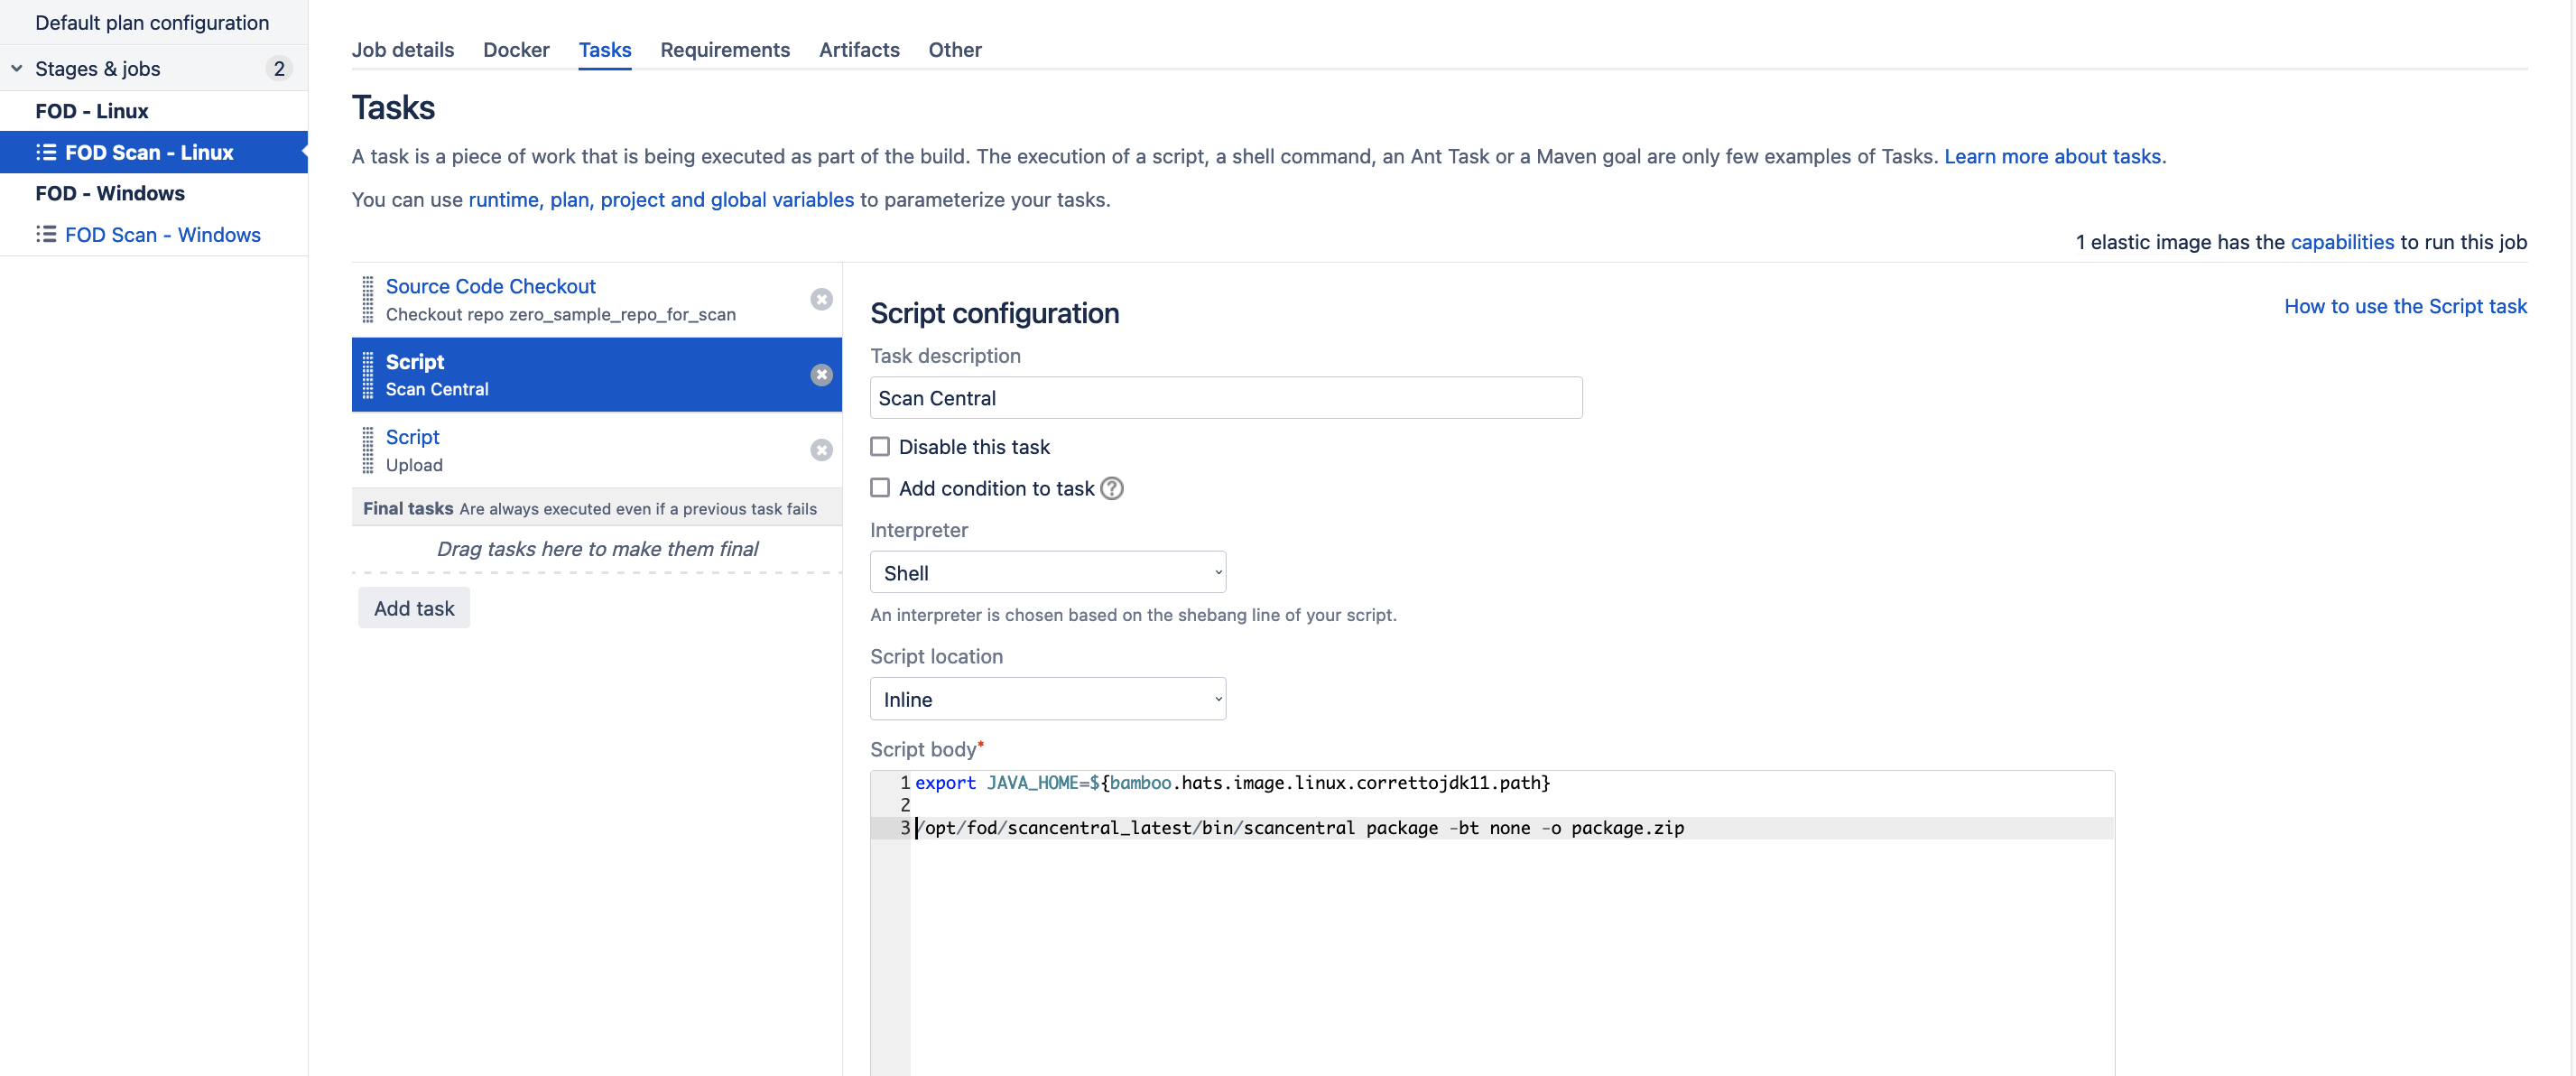 Default plan configuration
Stages & jobs 2
FOD - Linux
FOD Scan - Linux
FOD - Windows
FOD Scan - Windows
Job details Docker Tasks Requirements Artifacts Other
Tasks
A task is a piece of work that is being executed as part of the build. The execution of a script, a shell command, an Ant Task or a Maven goal are only few examples of Tasks. Learn more about tasks.
You can use runtime, plan, project and global variables to parameterize your tasks.
1 elastic image has the capabilities to run this job
Source Code Checkout
Checkout repo zero_sample_repo_for_scan
Script
Scan Central
Script
Upload
Final tasks Are always executed even if a previous task fails
Drag tasks here to make them final
Add task
Script configuration
How to use the Script task
Task description
Scan Central
Disable this task
Add condition to task ?
Interpreter
Shell
An interpreter is chosen based on the shebang line of your script.
Script location
Inline
Script body*
1 export JAVA_HOME=${bamboo.hats.image.linux.correttojdk11.path}
2
3 /opt/fod/scancentral_latest/bin/scancentral package -bt none -o package.zip